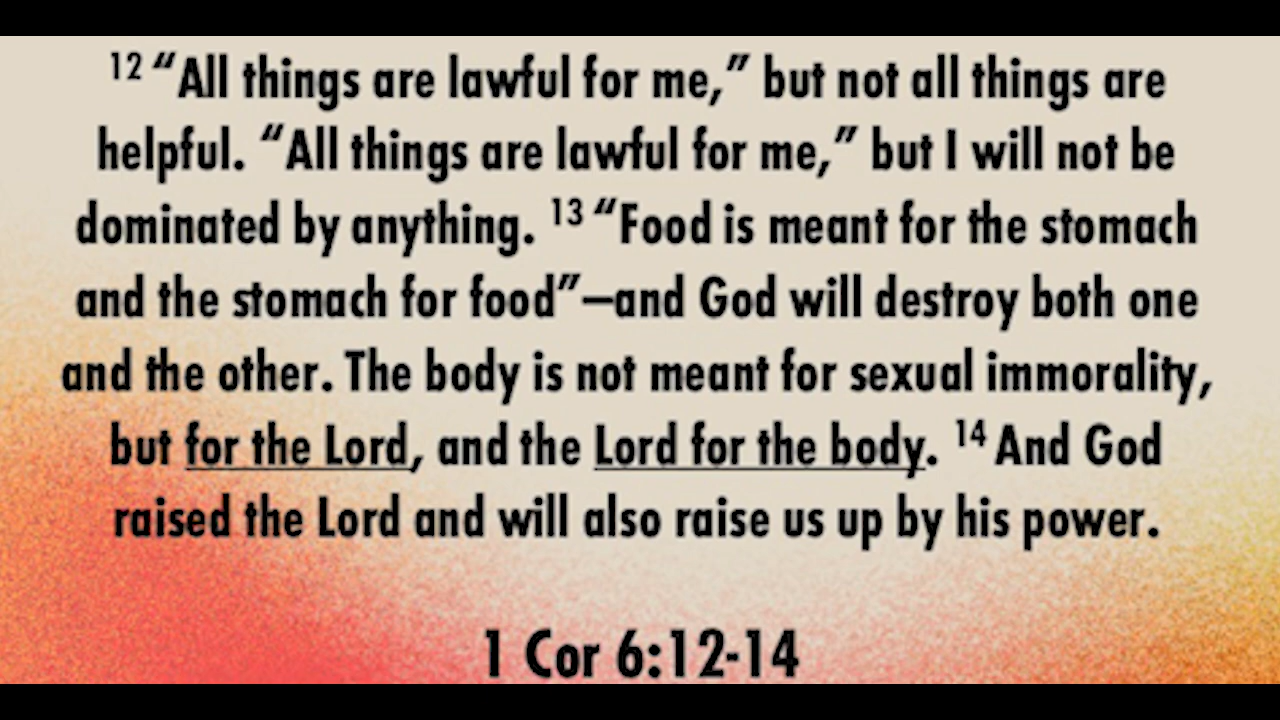 12 “All things are lawful for me,” but not all things are
helpful. “All things are lawful for me,” but I will not be
dominated by anything. 13 “Food is meant for the stomach
and the stomach for food”—and God will destroy both one
and the other. The body is not meant for sexual immorality,
but for the Lord, and the Lord for the body. 14 And God
raised the Lord and will also raise us up by his power.
1 Cor 6:12-14